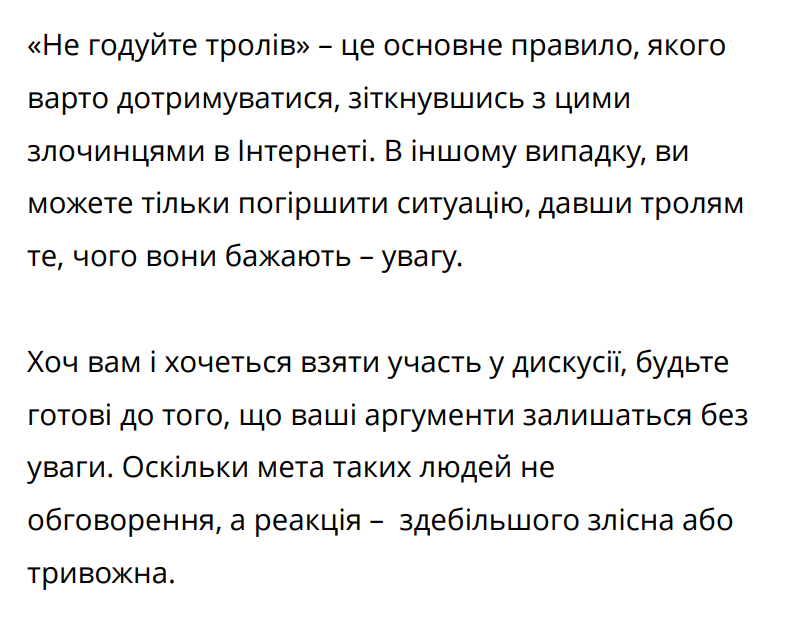 «Не годуйте тролів» – це основне правило, якого
варто дотримуватися, зіткнувшись з цими
злочинцями в Інтернеті. В іншому випадку, ви
можете тільки погіршити ситуацію, давши тролям
те, чого вони бажають – увагу.
Хоч вам і хочеться взяти участь у дискусії, будьте
готові до того, що ваші аргументи залишаться без
уваги. Оскільки мета таких людей не
обговорення, а реакція –  здебільшого злісна або
тривожна.